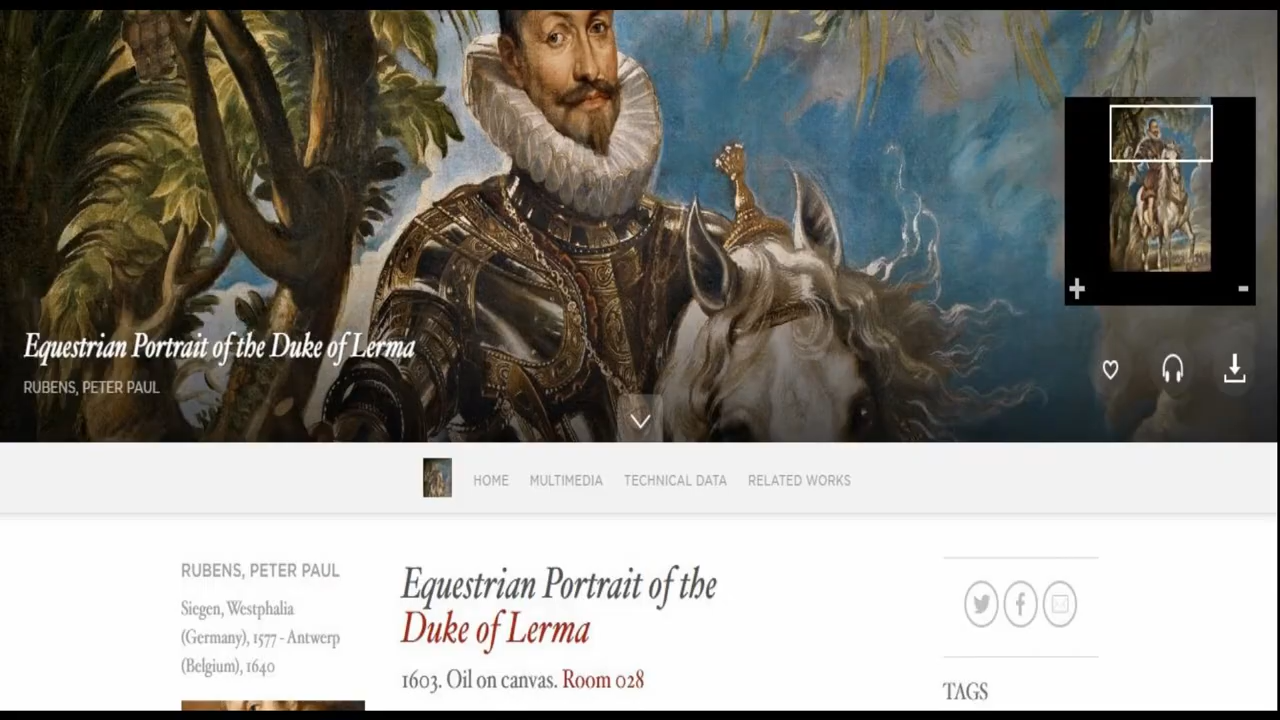 Equestrian Portrait of the Duke of Lerma
RUBENS, PETER PAUL
HOME MULTIMEDIA TECHNICAL DATA RELATED WORKS
RUBENS, PETER PAUL
Siegen, Westphalia
(Germany), 1577 - Antwerp
(Belgium), 1640
Equestrian Portrait of the
Duke of Lerma
1603. Oil on canvas. Room 028
TAGS